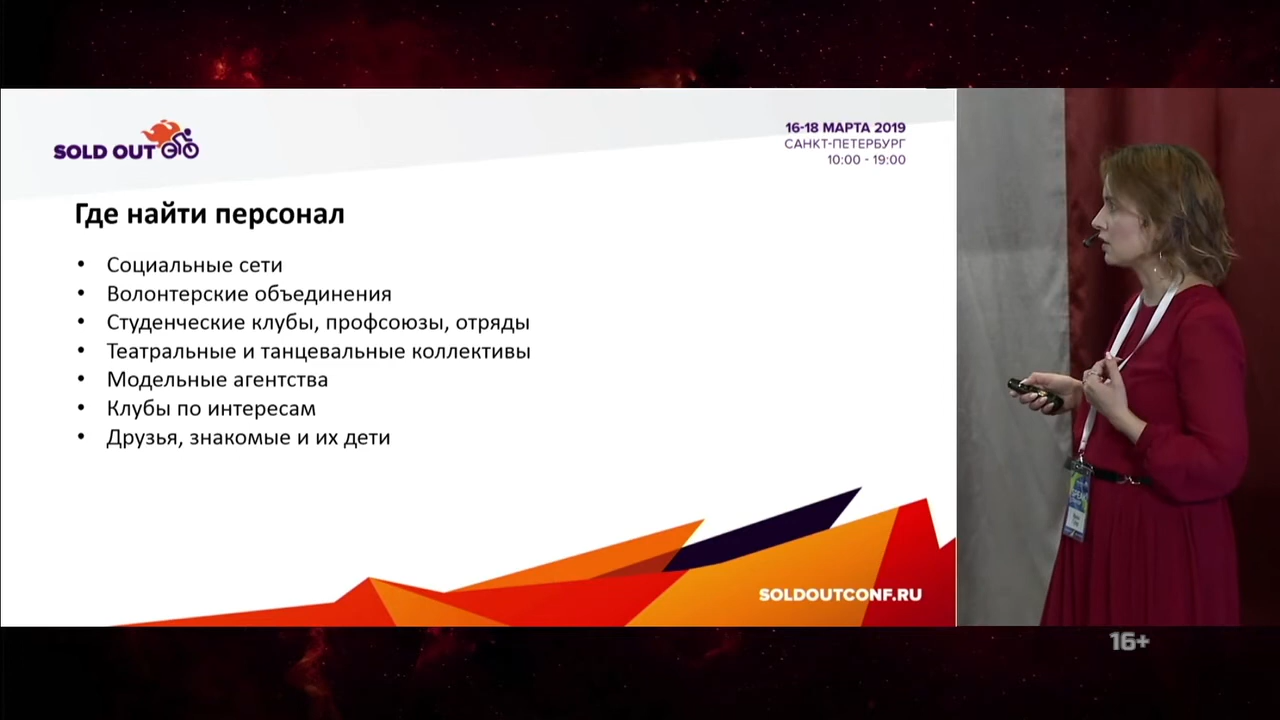 SOLD OUT
16-18 МАРТА 2019
САНКТ-ПЕТЕРБУРГ
10:00 - 19:00
Где найти персонал
• Социальные сети
• Волонтерские объединения
• Студенческие клубы, профсоюзы, отряды
• Театральные и танцевальные коллективы
• Модельные агентства
• Клубы по интересам
• Друзья, знакомые и их дети
SOLDOUTCONF.RU
16+